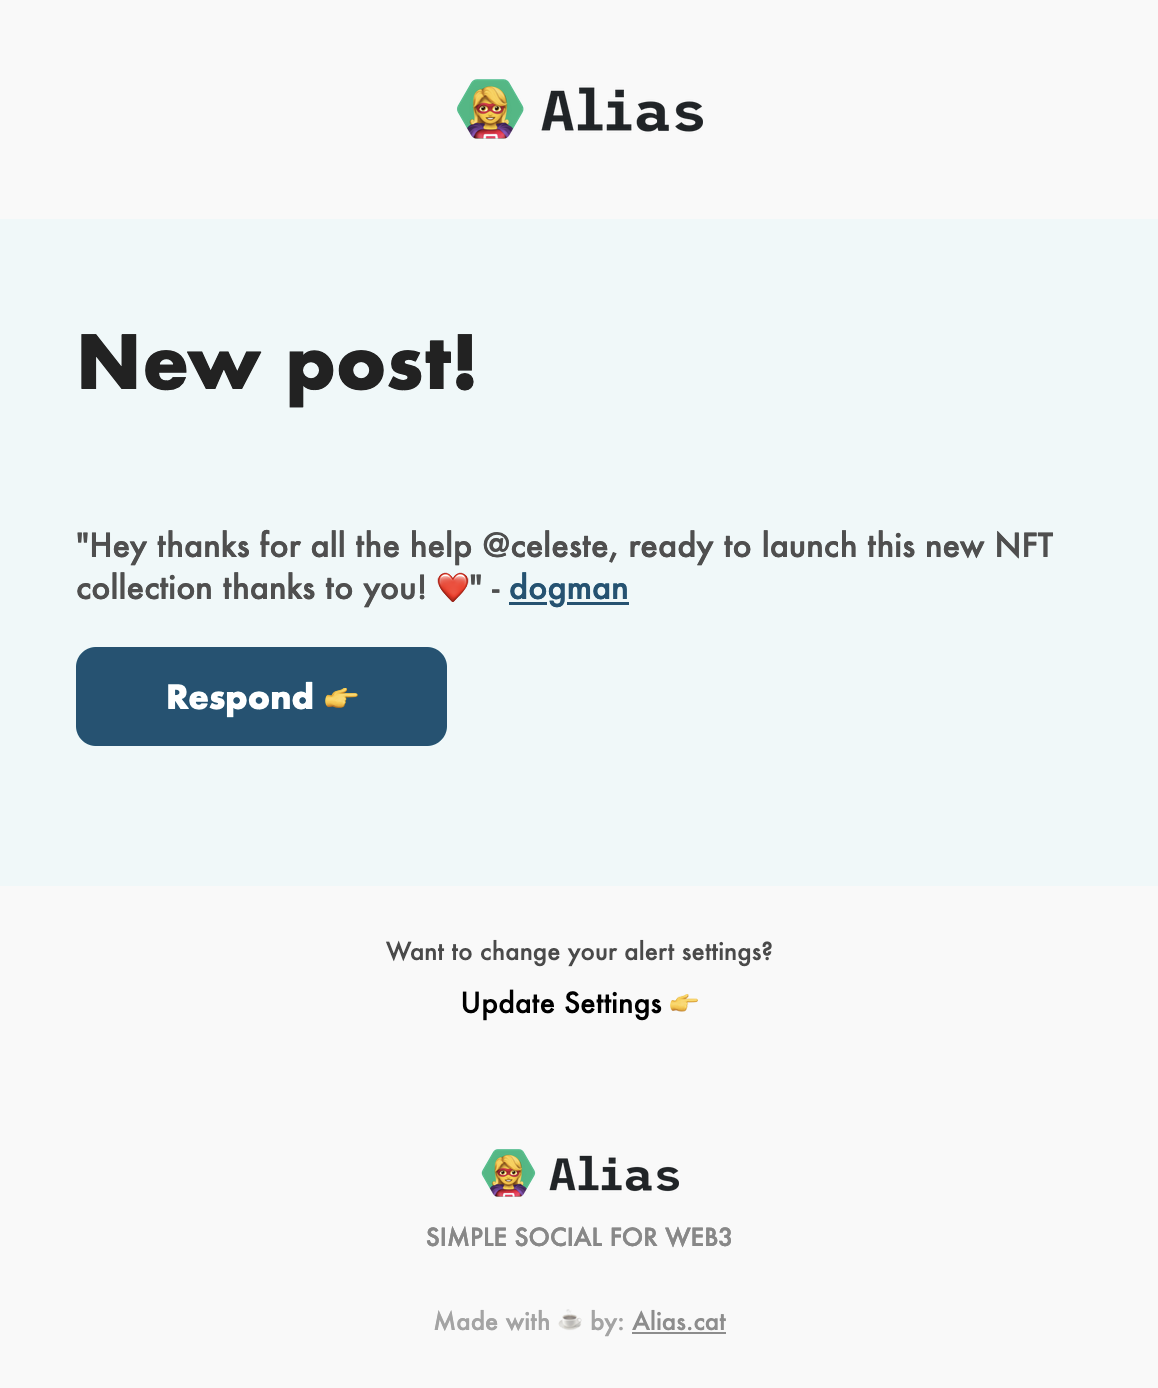 Alias
New post!
"Hey thanks for all the help @celeste, ready to launch this new NFT
collection thanks to you! ❤️" - dogman
Respond 👉
Want to change your alert settings?
Update Settings 👉
Alias
SIMPLE SOCIAL FOR WEB3
Made with ☕ by: Alias.cat